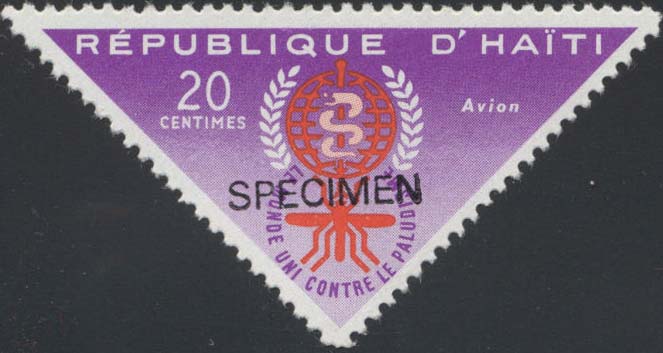 RÉPUBLIQUE D'HAÏTI
20
CENTIMES
Avion
SPECIMEN
LE MONDE UNI CONTRE LE PALUDISME